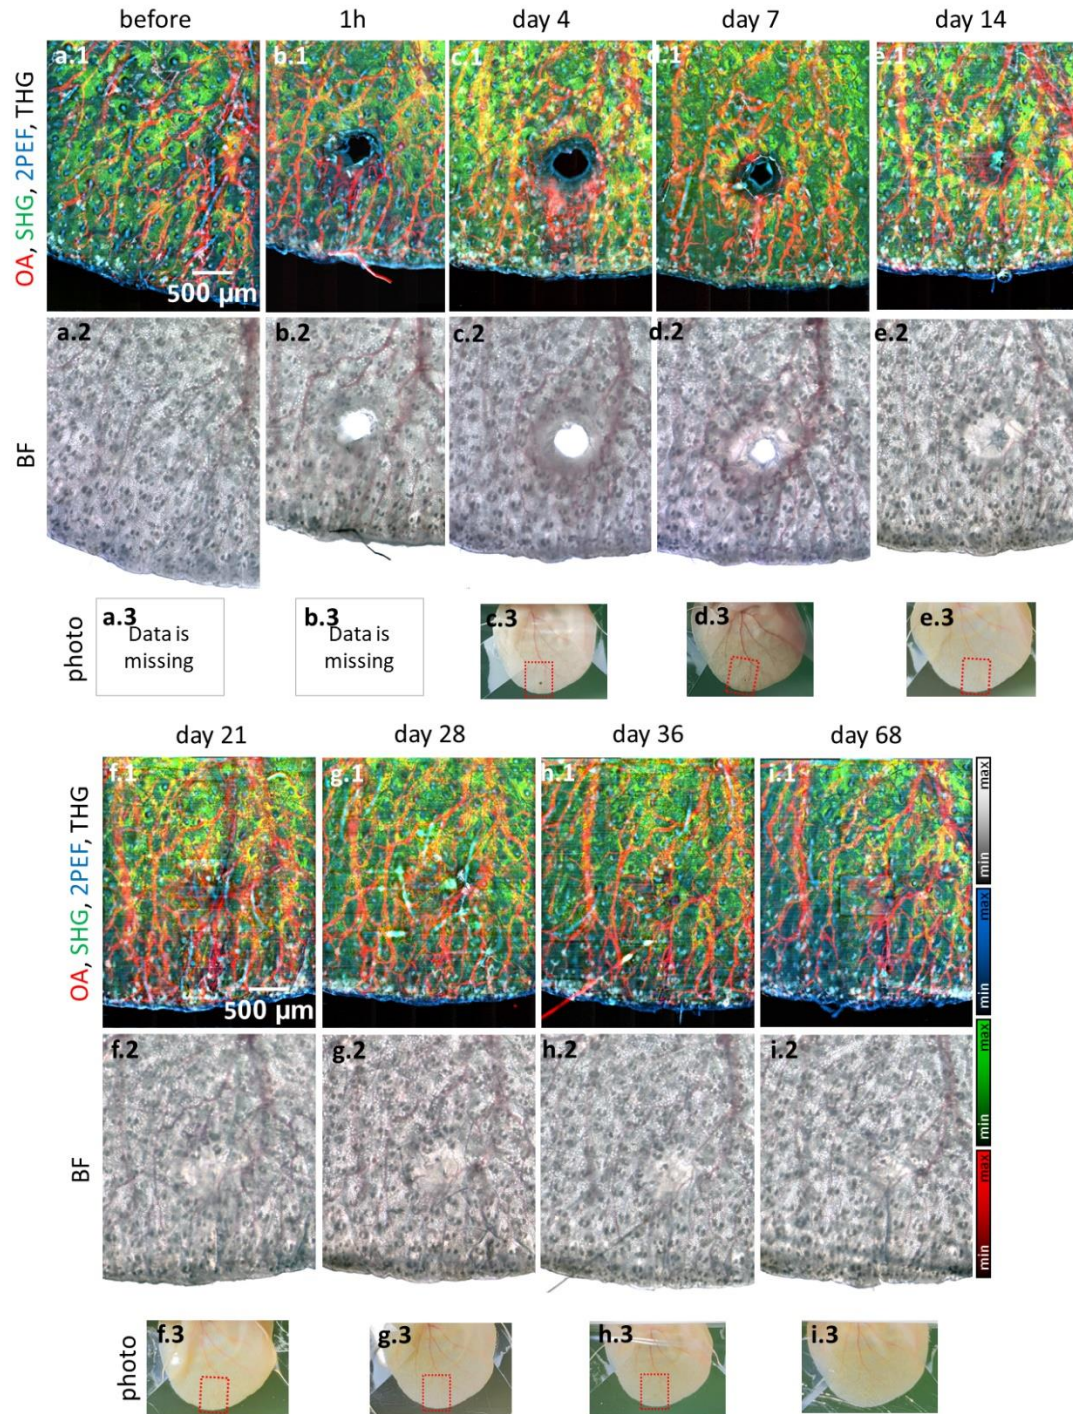 before 1h day 4 day 7 day 14
OA, SHG, 2PEF, THG
a.1 b.1 c.1 d.1 e.1
500 µm
BF
a.2 b.2 c.2 d.2 e.2
photo
a.3 b.3 c.3 d.3 e.3
Data is Data is
missing missing
day 21 day 28 day 36 day 68
OA, SHG, 2PEF, THG
f.1 g.1 h.1 i.1
500 µm
min max
min max
min max
min max
BF
f.2 g.2 h.2 i.2
photo
f.3 g.3 h.3 i.3